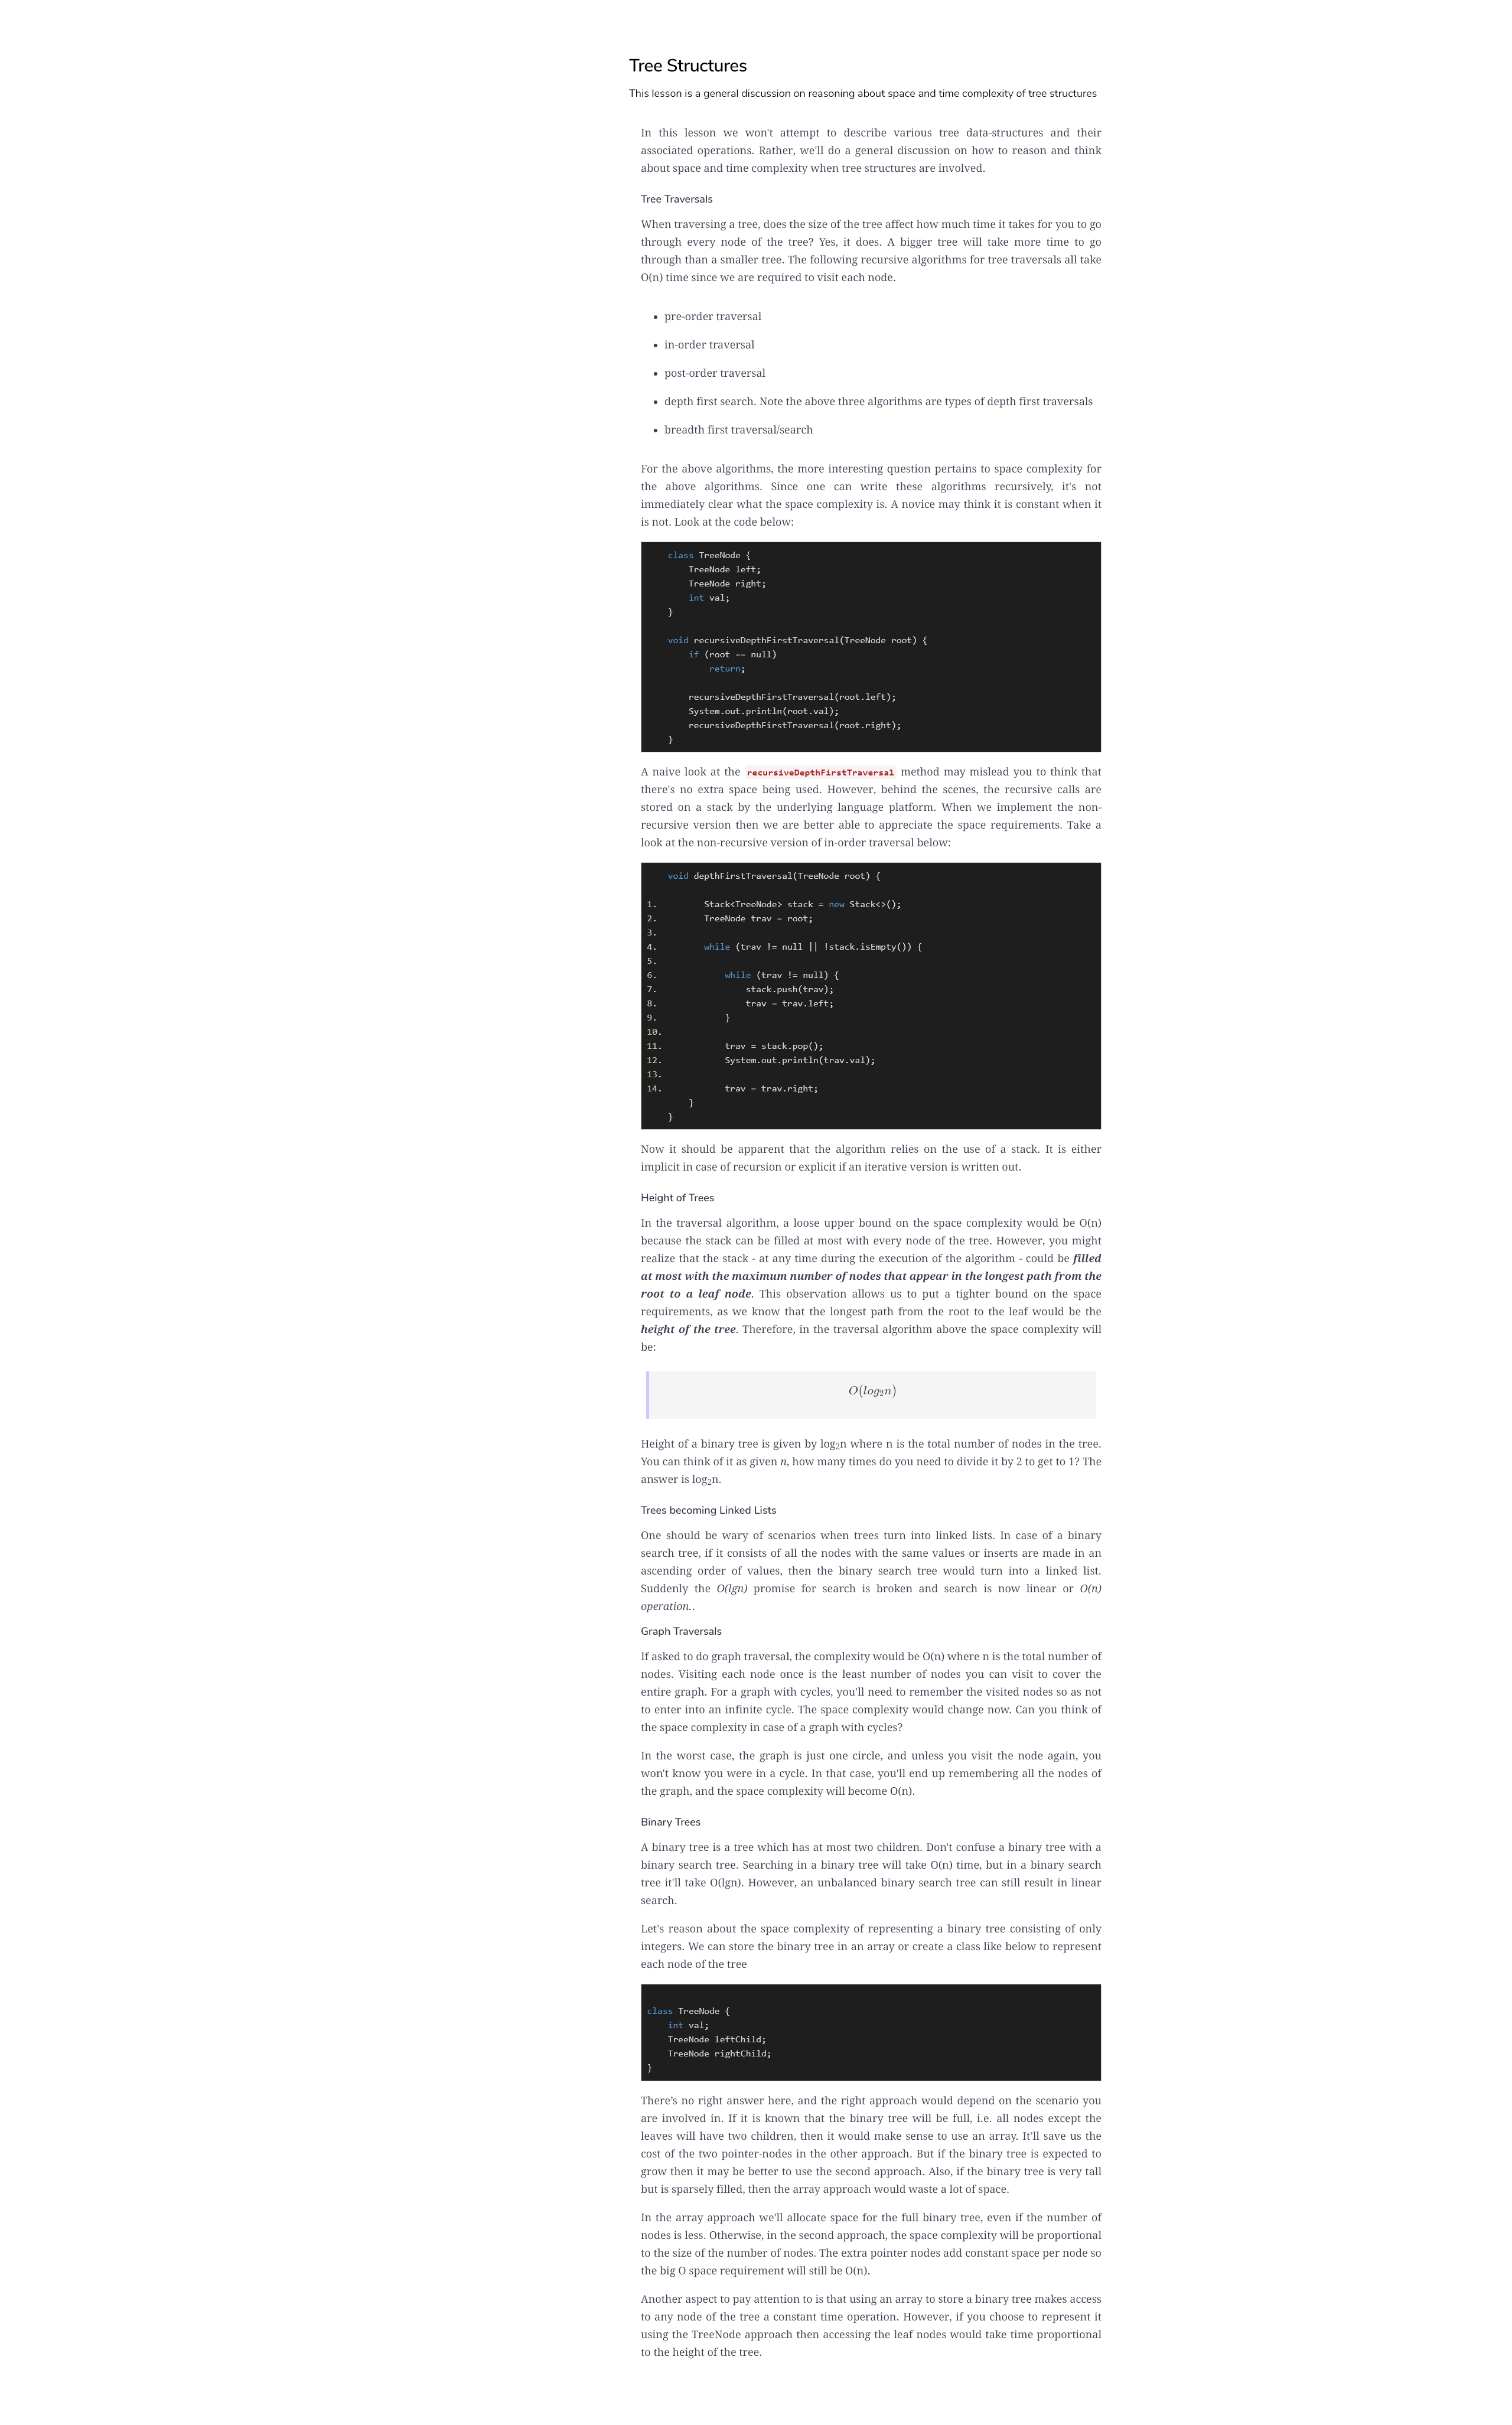 Tree Structures
This lesson is a general discussion on reasoning about space and time complexity of tree structures
In this lesson we won't attempt to describe various tree data-structures and their
associated operations. Rather, we'll do a general discussion on how to reason and think
about space and time complexity when tree structures are involved.
Tree Traversals
When traversing a tree, does the size of the tree affect how much time it takes for you to go
through every node of the tree? Yes, it does. A bigger tree will take more time to go
through than a smaller tree. The following recursive algorithms for tree traversals all take
O(n) time since we are required to visit each node.
• pre-order traversal
• in-order traversal
• post-order traversal
• depth first search. Note the above three algorithms are types of depth first traversals
• breadth first traversal/search
For the above algorithms, the more interesting question pertains to space complexity for
the above algorithms. Since one can write these algorithms recursively, it's not
immediately clear what the space complexity is. A novice may think it is constant when it
is not. Look at the code below:
class TreeNode {
TreeNode left;
TreeNode right;
int val;
}
void recursiveDepthFirstTraversal(TreeNode root) {
if (root == null)
return;
recursiveDepthFirstTraversal(root.left);
System.out.println(root.val);
recursiveDepthFirstTraversal(root.right);
}
A naive look at the recursiveDepthFirstTraversal method may mislead you to think that
there's no extra space being used. However, behind the scenes, the recursive calls are
stored on a stack by the underlying language platform. When we implement the non-
recursive version then we are better able to appreciate the space requirements. Take a
look at the non-recursive version of in-order traversal below:
void depthFirstTraversal(TreeNode root) {
1. Stack<TreeNode> stack = new Stack<>();
2. TreeNode trav = root;
3.
4. while (trav != null || !stack.isEmpty()) {
5.
6. while (trav != null) {
7. stack.push(trav);
8. trav = trav.left;
9. }
10.
11. trav = stack.pop();
12. System.out.println(trav.val);
13.
14. trav = trav.right;
}
}
Now it should be apparent that the algorithm relies on the use of a stack. It is either
implicit in case of recursion or explicit if an iterative version is written out.
Height of Trees
In the traversal algorithm, a loose upper bound on the space complexity would be O(n)
because the stack can be filled at most with every node of the tree. However, you might
realize that the stack - at any time during the execution of the algorithm - could be filled
at most with the maximum number of nodes that appear in the longest path from the
root to a leaf node. This observation allows us to put a tighter bound on the space
requirements, as we know that the longest path from the root to the leaf would be the
height of the tree. Therefore, in the traversal algorithm above the space complexity will
be:
O(log₂n)
Height of a binary tree is given by log₂n where n is the total number of nodes in the tree.
You can think of it as given n, how many times do you need to divide it by 2 to get to 1? The
answer is log₂n.
Trees becoming Linked Lists
One should be wary of scenarios when trees turn into linked lists. In case of a binary
search tree, if it consists of all the nodes with the same values or inserts are made in an
ascending order of values, then the binary search tree would turn into a linked list.
Suddenly the O(lgn) promise for search is broken and search is now linear or O(n)
operation..
Graph Traversals
If asked to do graph traversal, the complexity would be O(n) where n is the total number of
nodes. Visiting each node once is the least number of nodes you can visit to cover the
entire graph. For a graph with cycles, you'll need to remember the visited nodes so as not
to enter into an infinite cycle. The space complexity would change now. Can you think of
the space complexity in case of a graph with cycles?
In the worst case, the graph is just one circle, and unless you visit the node again, you
won't know you were in a cycle. In that case, you'll end up remembering all the nodes of
the graph, and the space complexity will become O(n).
Binary Trees
A binary tree is a tree which has at most two children. Don't confuse a binary tree with a
binary search tree. Searching in a binary tree will take O(n) time, but in a binary search
tree it'll take O(lgn). However, an unbalanced binary search tree can still result in linear
search.
Let's reason about the space complexity of representing a binary tree consisting of only
integers. We can store the binary tree in an array or create a class like below to represent
each node of the tree
class TreeNode {
int val;
TreeNode leftChild;
TreeNode rightChild;
}
There's no right answer here, and the right approach would depend on the scenario you
are involved in. If it is known that the binary tree will be full, i.e. all nodes except the
leaves will have two children, then it would make sense to use an array. It'll save us the
cost of the two pointer-nodes in the other approach. But if the binary tree is expected to
grow then it may be better to use the second approach. Also, if the binary tree is very tall
but is sparsely filled, then the array approach would waste a lot of space.
In the array approach we'll allocate space for the full binary tree, even if the number of
nodes is less. Otherwise, in the second approach, the space complexity will be proportional
to the size of the number of nodes. The extra pointer nodes add constant space per node so
the big O space requirement will still be O(n).
Another aspect to pay attention to is that using an array to store a binary tree makes access
to any node of the tree a constant time operation. However, if you choose to represent it
using the TreeNode approach then accessing the leaf nodes would take time proportional
to the height of the tree.